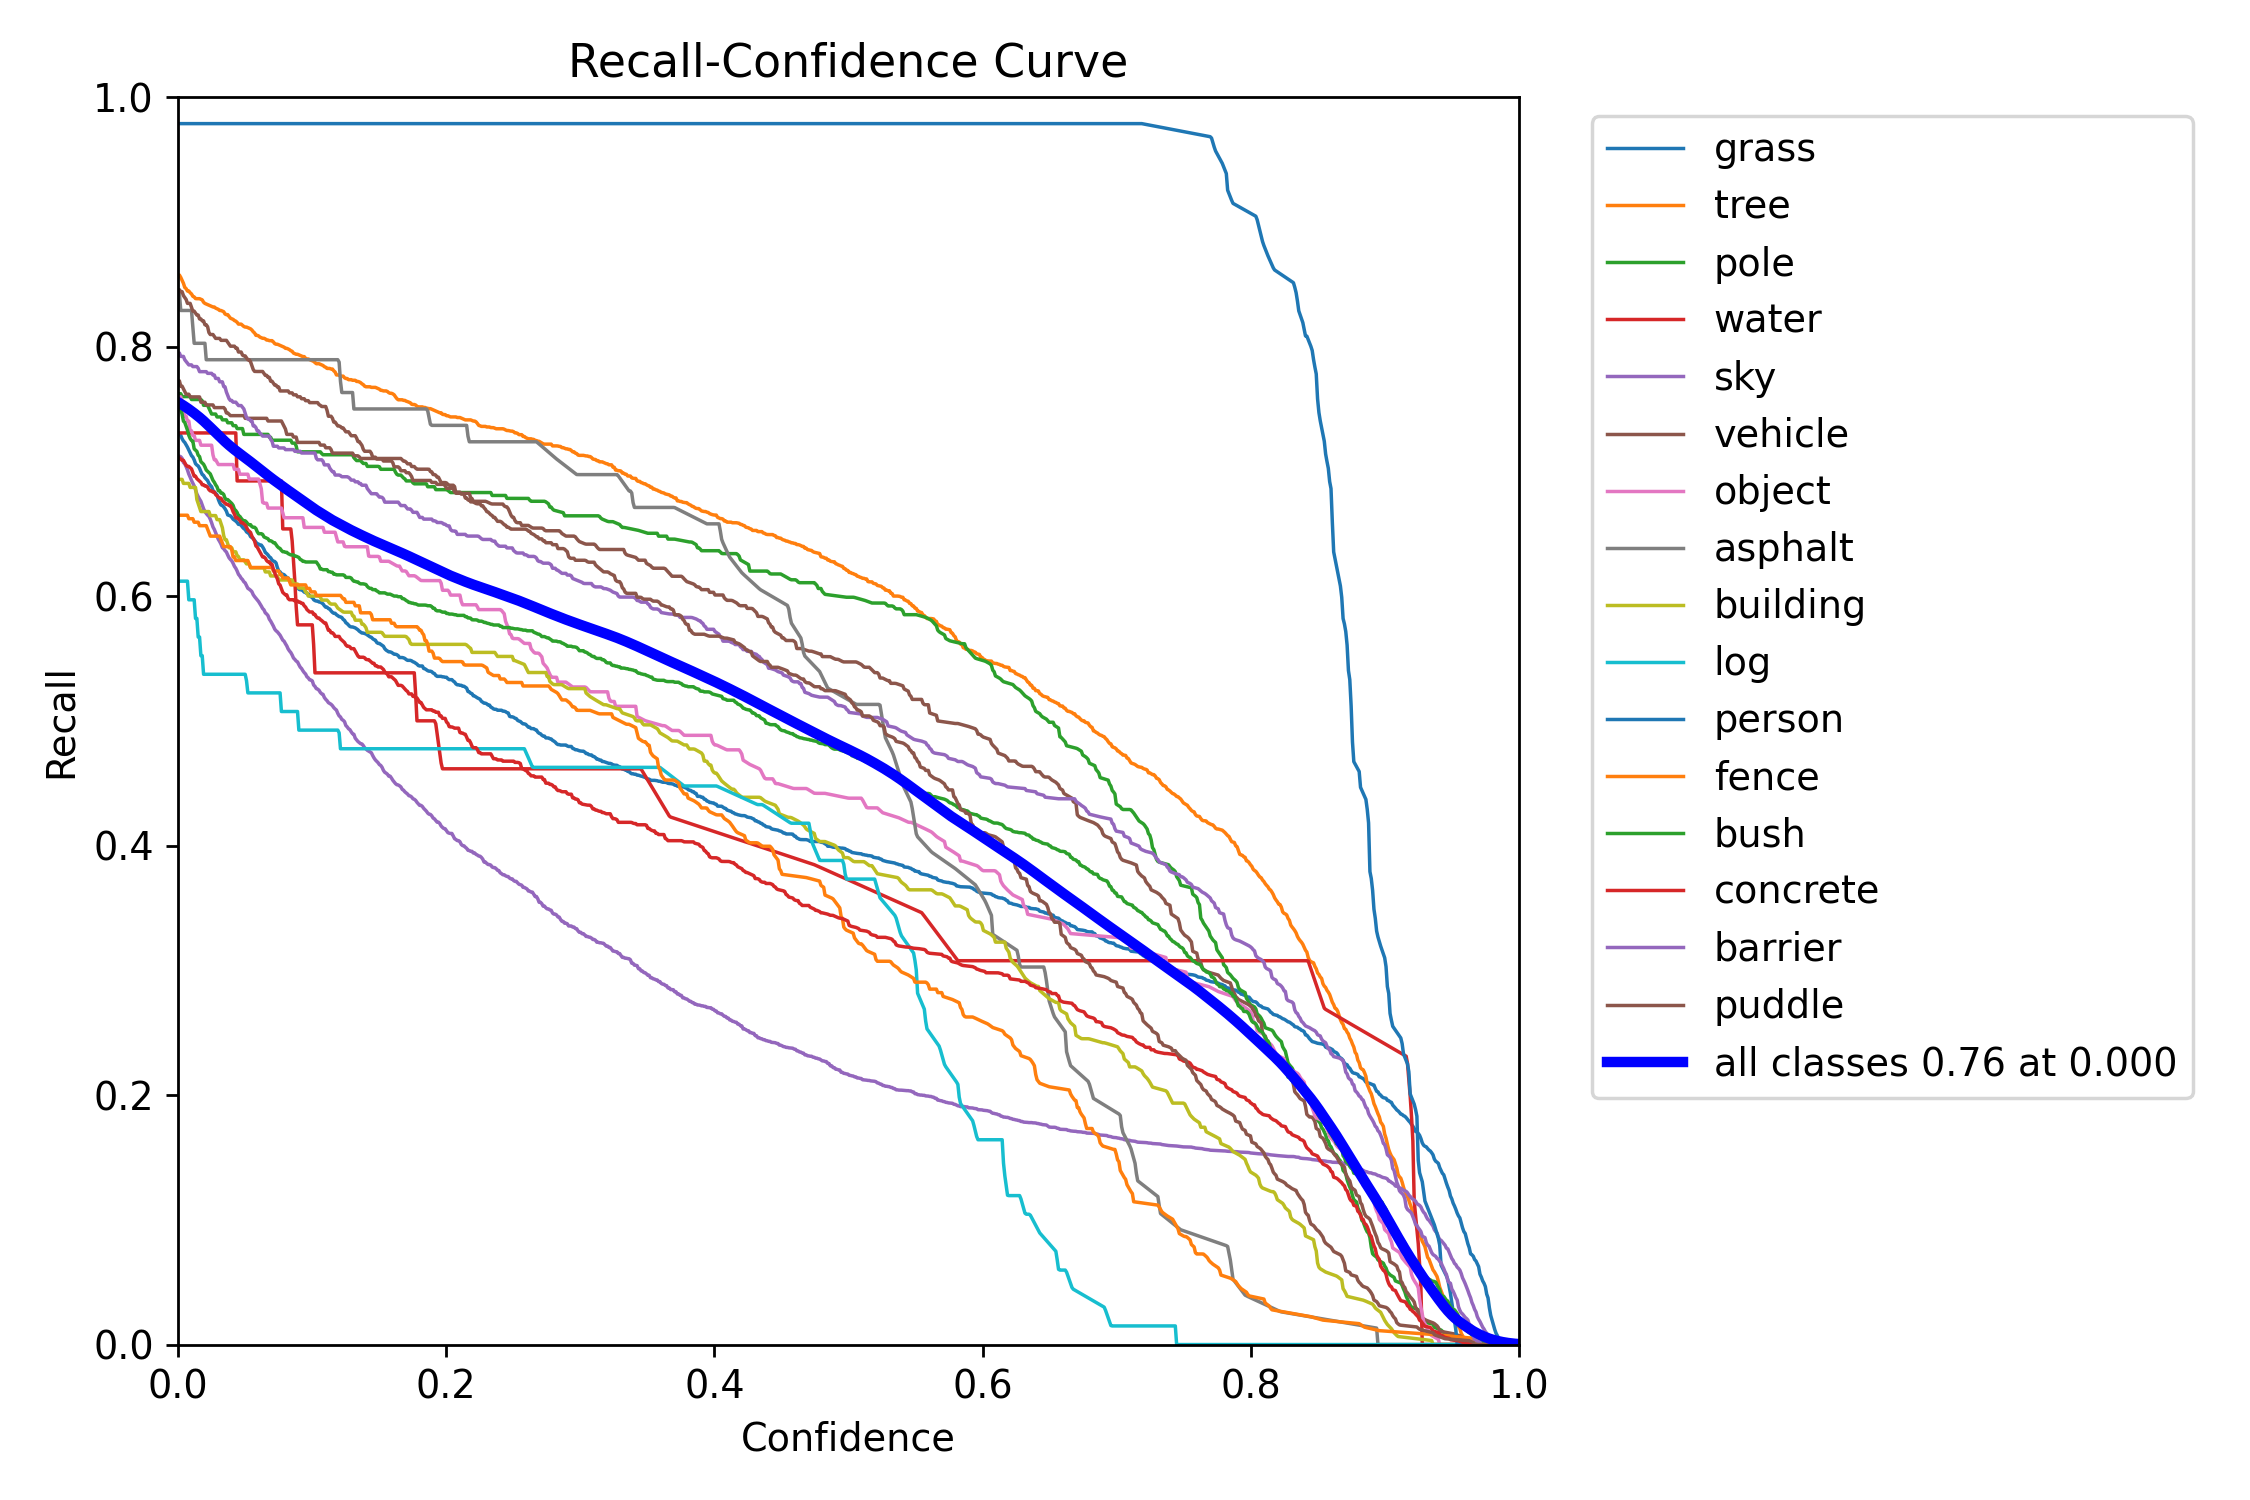 Recall-Confidence Curve
1.0
0.8
0.6
0.4
0.2
0.0
Recall
0.0 0.2 0.4 0.6 0.8 1.0
Confidence
grass
tree
pole
water
sky
vehicle
object
asphalt
building
log
person
fence
bush
concrete
barrier
puddle
all classes 0.76 at 0.000